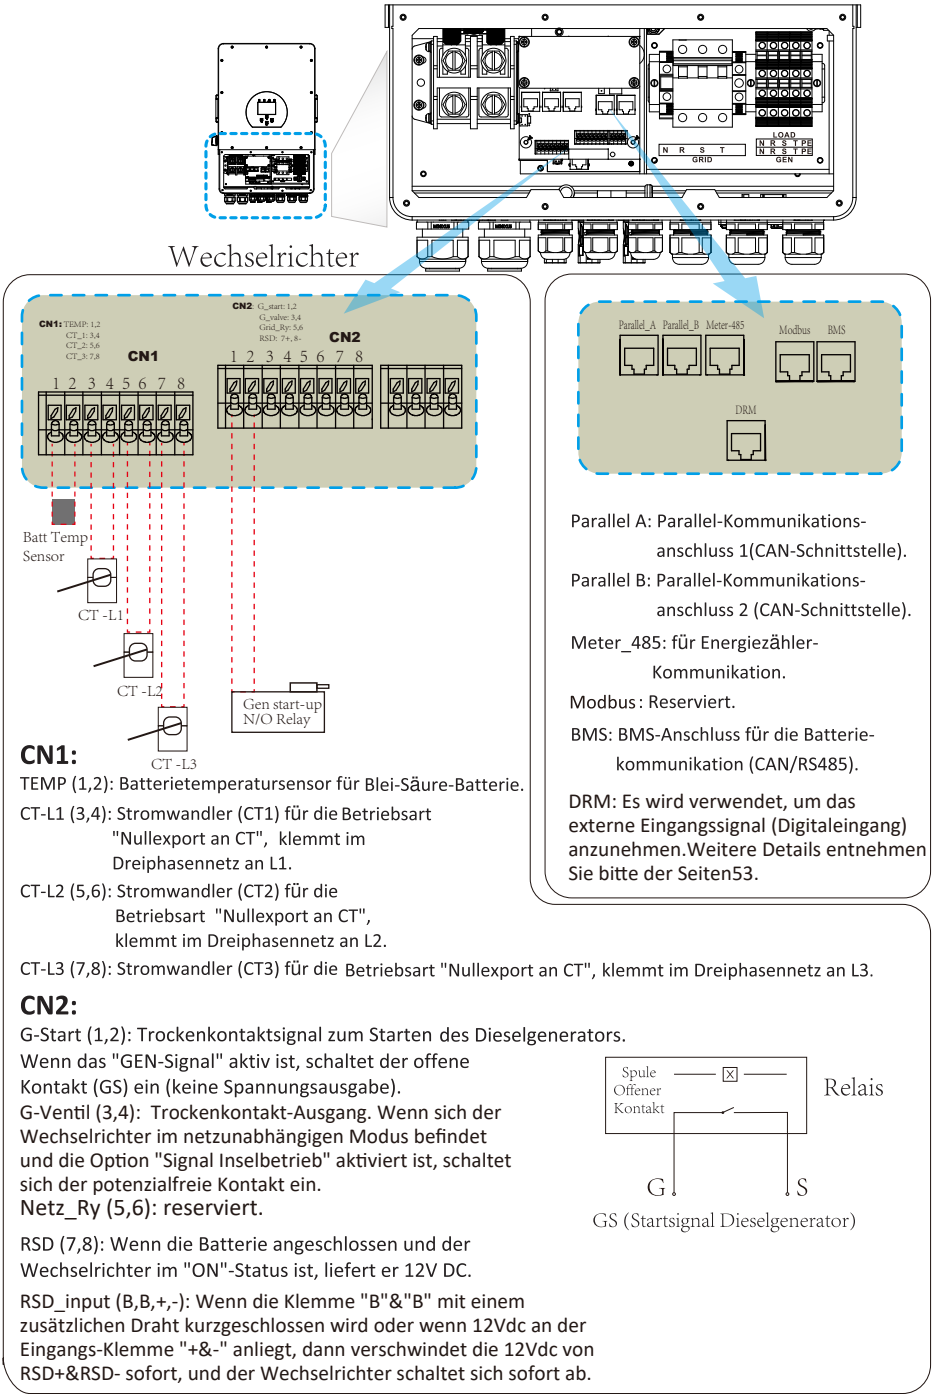 LOAD
N R S T PE
N R S T PE
GEN
N R S T
GRID
Wechselrichter
CN1: TEMP: 1,2
CT_1: 3,4
CT_2: 5,6
CT_3: 7,8
CN1
1 2 3 4 5 6 7 8
CN2: G_start: 1,2
G_valve: 3,4
Grid_Ry: 5,6
RSD: 7+, 8-
CN2
1 2 3 4 5 6 7 8
Batt Temp
Sensor
CT -L1
CT -L2
CT -L3
Gen start-up
N/O Relay
Parallel_A Parallel_B Meter-485
Modbus BMS
DRM
Parallel A: Parallel-Kommunikations-
anschluss 1(CAN-Schnittstelle).
Parallel B: Parallel-Kommunikations-
anschluss 2 (CAN-Schnittstelle).
Meter_485: für Energiezähler-
Kommunikation.
Modbus : Reserviert.
BMS: BMS-Anschluss für die Batterie-
kommunikation (CAN/RS485).
DRM: Es wird verwendet, um das
externe Eingangssignal (Digitaleingang)
anzunehmen.Weitere Details entnehmen
Sie bitte der Seiten53.
CN1:
TEMP (1,2): Batterietemperatursensor für Blei-Säure-Batterie.
CT-L1 (3,4): Stromwandler (CT1) für die Betriebsart
"Nullexport an CT", klemmt im
Dreiphasennetz an L1.
CT-L2 (5,6): Stromwandler (CT2) für die
Betriebsart "Nullexport an CT",
klemmt im Dreiphasennetz an L2.
CT-L3 (7,8): Stromwandler (CT3) für die Betriebsart "Nullexport an CT", klemmt im Dreiphasennetz an L3.
CN2:
G-Start (1,2): Trockenkontaktsignal zum Starten des Dieselgenerators.
Wenn das "GEN-Signal" aktiv ist, schaltet der offene
Kontakt (GS) ein (keine Spannungsausgabe).
G-Ventil (3,4): Trockenkontakt-Ausgang. Wenn sich der
Wechselrichter im netzunabhängigen Modus befindet
und die Option "Signal Inselbetrieb" aktiviert ist, schaltet
sich der potenzialfreie Kontakt ein.
Netz_Ry (5,6): reserviert.
RSD (7,8): Wenn die Batterie angeschlossen und der
Wechselrichter im "ON"-Status ist, liefert er 12V DC.
RSD_input (B,B,+,-): Wenn die Klemme "B"&"B" mit einem
zusätzlichen Draht kurzgeschlossen wird oder wenn 12Vdc an der
Eingangs-Klemme "+&-" anliegt, dann verschwindet die 12Vdc von
RSD+&RSD- sofort, und der Wechselrichter schaltet sich sofort ab.
Spule
Offener
Kontakt
Relais
G S
GS (Startsignal Dieselgenerator)